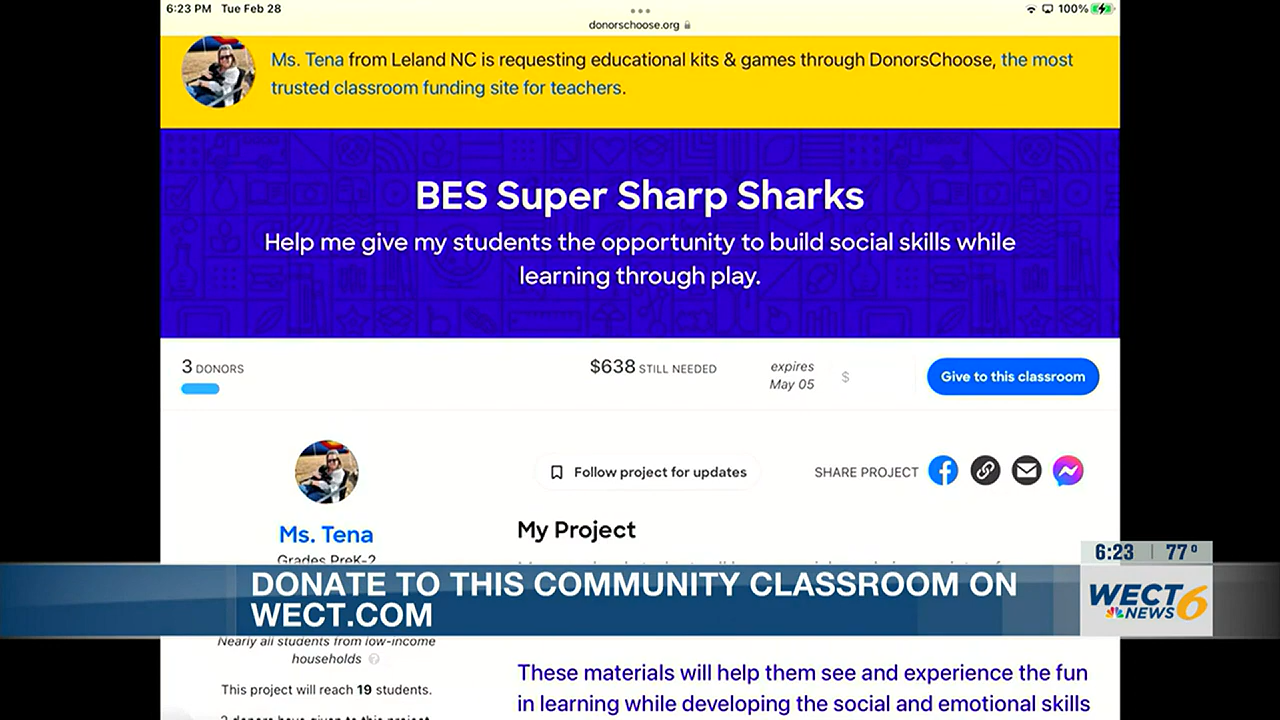 6:23 PM Tue Feb 28
donorschoose.org
100%
Ms. Tena from Leland NC is requesting educational kits & games through DonorsChoose, the most
trusted classroom funding site for teachers.
BES Super Sharp Sharks
Help me give my students the opportunity to build social skills while
learning through play.
3 DONORS
$638 STILL NEEDED
expires
May 05
$
Give to this classroom
Follow project for updates
SHARE PROJECT
Ms. Tena
Grades PreK-2
My Project
6:23 | 77°
DONATE TO THIS COMMUNITY CLASSROOM ON
WECT.COM
WECT 6
NEWS
Nearly all students from low-income
households ?
This project will reach 19 students.
These materials will help them see and experience the fun
in learning while developing the social and emotional skills